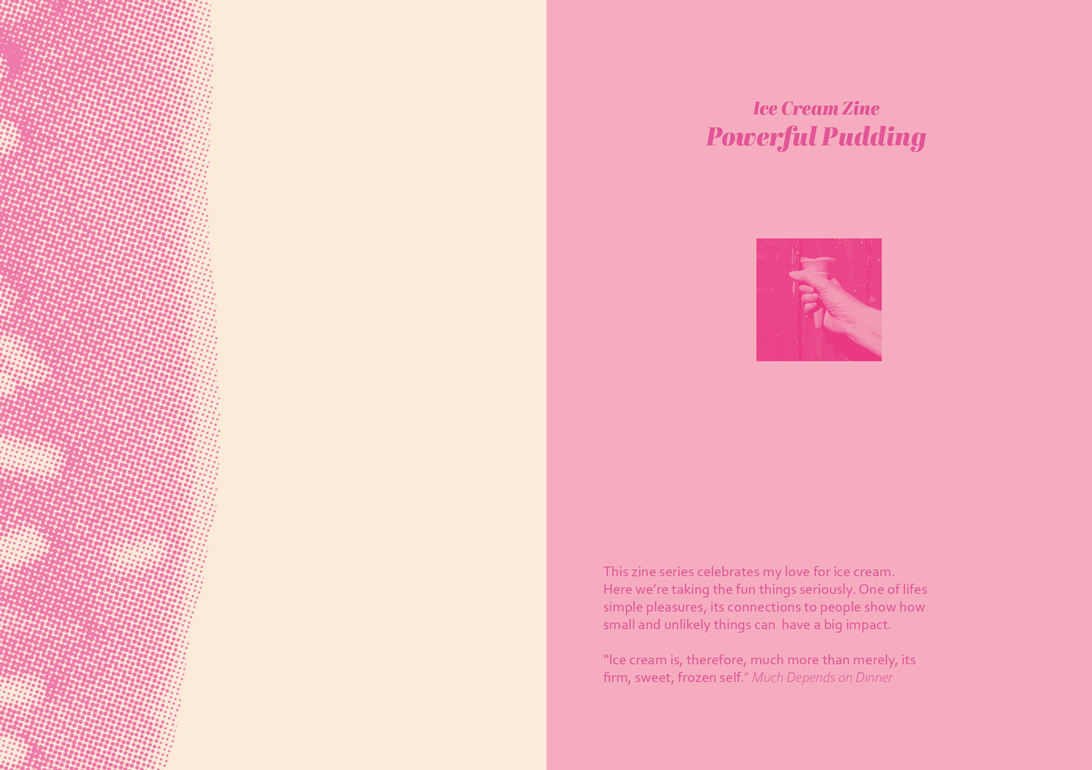 Ice Cream Zine
Powerful Pudding
This zine series celebrates my love for ice cream.
Here we’re taking the fun things seriously. One of lifes
simple pleasures, its connections to people show how
small and unlikely things can  have a big impact.
“Ice cream is, therefore, much more than merely, its
firm, sweet, frozen self.” Much Depends on Dinner